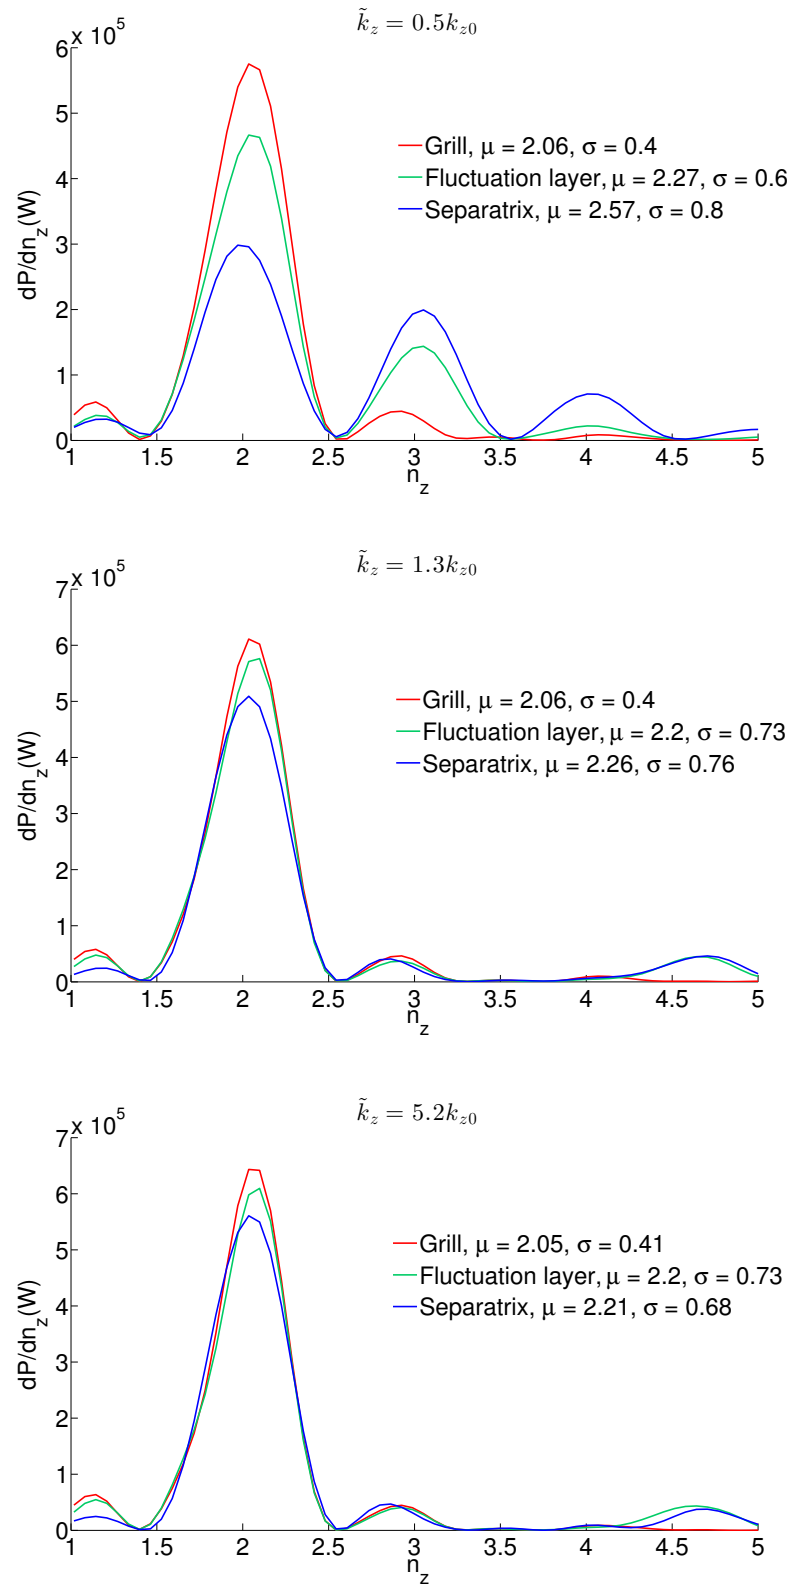 k̃z = 0.5kz0
x 10^5
6
5
4
3
2
1
0
dP/dn_z(W)
Grill, μ = 2.06, σ = 0.4
Fluctuation layer, μ = 2.27, σ = 0.6
Separatrix, μ = 2.57, σ = 0.8
1 1.5 2 2.5 3 3.5 4 4.5 5
n_z
k̃z = 1.3kz0
x 10^5
7
6
5
4
3
2
1
0
dP/dn_z(W)
Grill, μ = 2.06, σ = 0.4
Fluctuation layer, μ = 2.2, σ = 0.73
Separatrix, μ = 2.26, σ = 0.76
1 1.5 2 2.5 3 3.5 4 4.5 5
n_z
k̃z = 5.2kz0
x 10^5
7
6
5
4
3
2
1
0
dP/dn_z(W)
Grill, μ = 2.05, σ = 0.41
Fluctuation layer, μ = 2.2, σ = 0.73
Separatrix, μ = 2.21, σ = 0.68
1 1.5 2 2.5 3 3.5 4 4.5 5
n_z